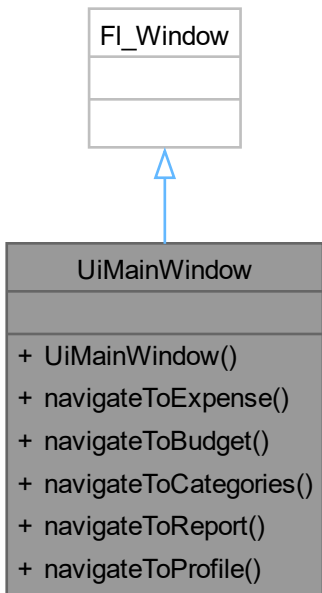 Fl_Window
UiMainWindow
+ UiMainWindow()
+ navigateToExpense()
+ navigateToBudget()
+ navigateToCategories()
+ navigateToReport()
+ navigateToProfile()